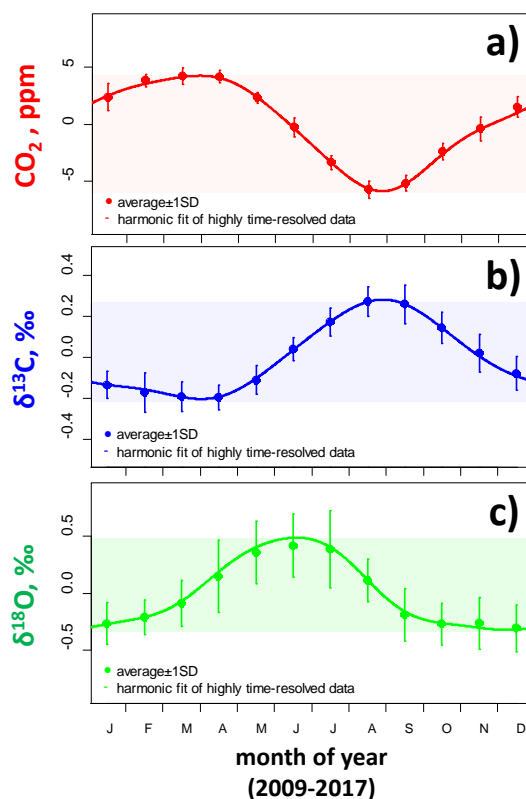 a)
CO₂ , ppm
5
0
-5
average±1SD
harmonic fit of highly time-resolved data
b)
δ¹³C, ‰
0.4
0.2
0.0
-0.2
-0.4
average±1SD
harmonic fit of highly time-resolved data
c)
δ¹⁸O, ‰
0.5
0.0
-0.5
average±1SD
harmonic fit of highly time-resolved data
J F M A M J J A S O N D
month of year
(2009-2017)